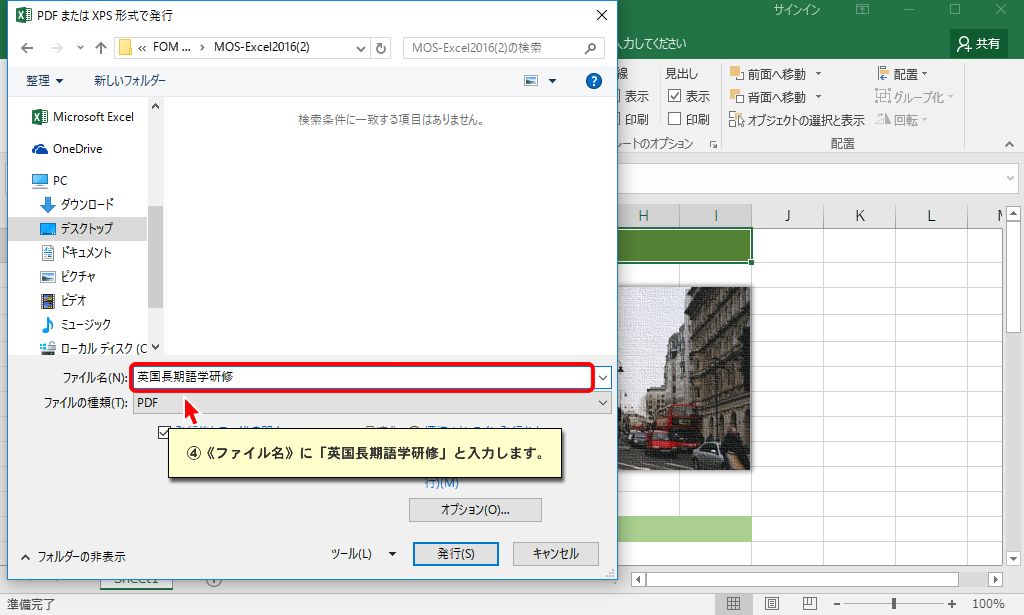 PDF または XPS 形式で発行
サインイン
« FOM ... › MOS-Excel2016(2)
MOS-Excel2016(2)の検索
入力してください
共有
整理
新しいフォルダー
線
見出し
前面へ移動
配置
表示
表示
背面へ移動
グループ化
印刷
印刷
オブジェクトの選択と表示
回転
ートのオプション
配置
Microsoft Excel
検索条件に一致する項目はありません。
OneDrive
PC
ダウンロード
デスクトップ
ドキュメント
ピクチャ
ビデオ
ミュージック
ローカル ディスク (C
H I J K L
ファイル名(N): 英国長期語学研修
ファイルの種類(T): PDF
④《ファイル名》に「英国長期語学研修」と入力します。
行)(M)
オプション(O)...
フォルダーの非表示
ツール(L)
発行(S)
キャンセル
Sheet1
準備完了
100%